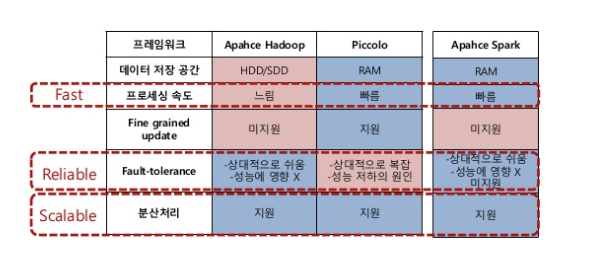 프레임워크 Apahce Hadoop Piccolo Apahce Spark
데이터 저장 공간 HDD/SDD RAM RAM
Fast 프로세싱 속도 느림 빠름 빠름
Fine grained
update 미지원 지원 미지원
Reliable Fault-tolerance
-상대적으로 쉬움
-성능에 영향 X
-상대적으로 복잡
-성능 저하의 원인
-상대적으로 쉬움
-성능에 영향 X
미지원
Scalable 분산처리 지원 지원 지원